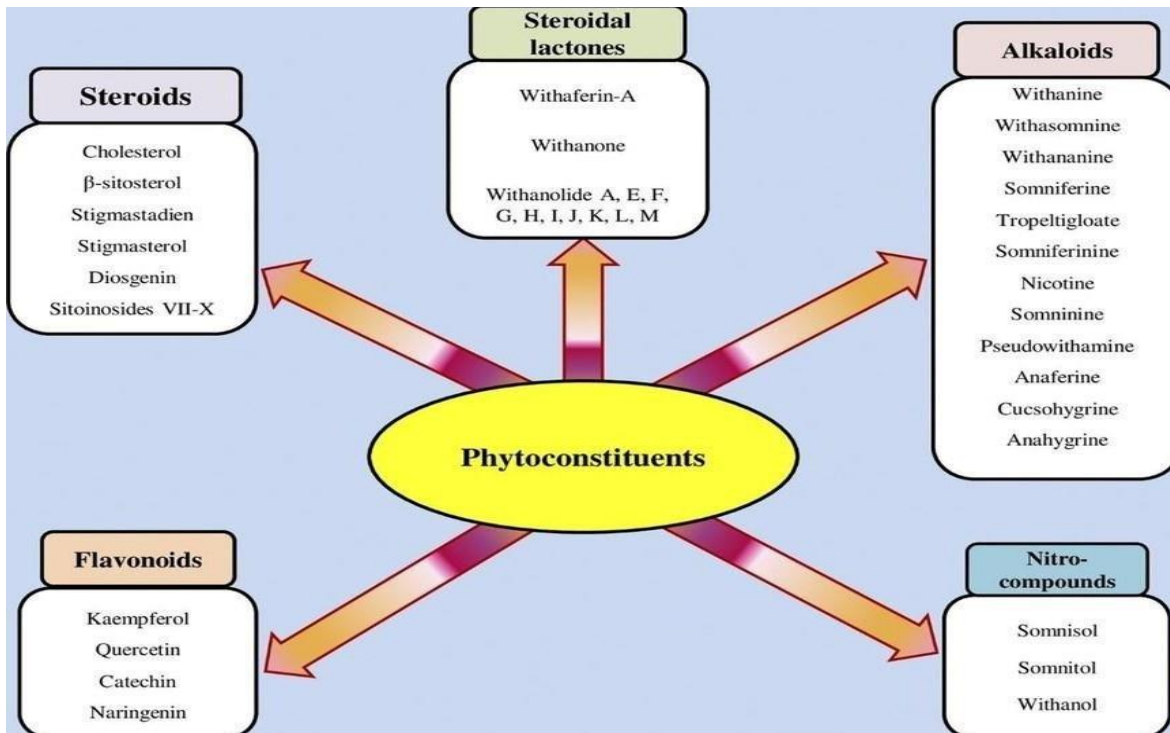 Steroidal
lactones
Withaferin-A
Withanone
Withanolide A, E, F,
G, H, I, J, K, L, M
Steroids
Cholesterol
β-sitosterol
Stigmastadien
Stigmasterol
Diosgenin
Sitoinosides VII-X
Alkaloids
Withanine
Withasomnine
Withananine
Somniferine
Tropeltigloate
Somniferinine
Nicotine
Somninine
Pseudowithamine
Anaferine
Cucsohygrine
Anahygrine
Phytoconstituents
Flavonoids
Kaempferol
Quercetin
Catechin
Naringenin
Nitro-
compounds
Somnisol
Somnitol
Withanol